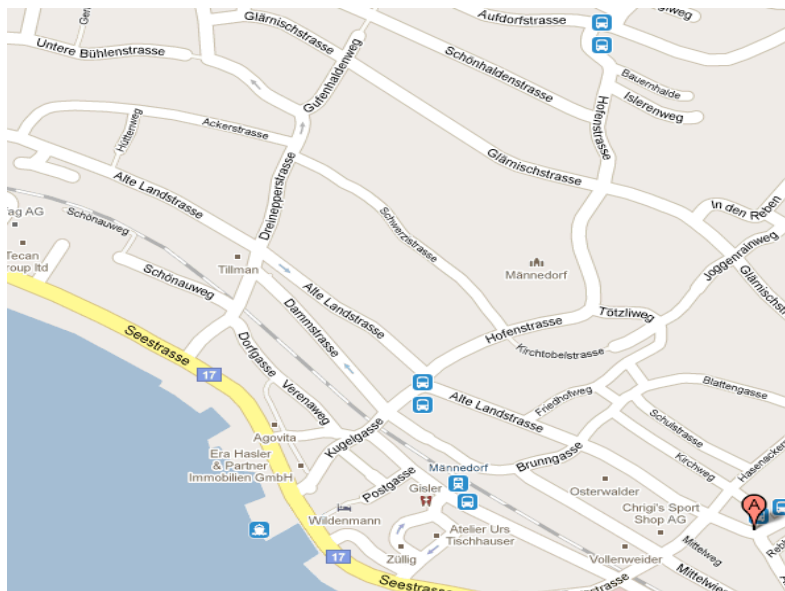 Glärnischstrasse
Aufdorfstrasse
Untere Bühlenstrasse
Schönhaldenstrasse
Gufenhaldenweg
Bauernhalde
Islerenweg
Hofenstrasse
Hüttenweg
Ackerstrasse
Glärnischstrasse
Alte Landstrasse
Dreinepperstrasse
In den Reben
Schönauweg
Schwerzistrasse
Joggenrainweg
Tecan
Tillman
Männedorf
Glärnischst
Schönauweg
Alte Landstrasse
Tötzliweg
Dammstrasse
Hofenstrasse
Seestrasse
Kirchtobelstrasse
Dorfgasse
17
Verenaweg
Blattengasse
Friedhofweg
Alte Landstrasse
Schulstrasse
Agovita
Kugelgasse
Era Hasler
& Partner
Immobilien GmbH
Männedorf
Brunngasse
Kirchweg
Hasenacker
Postgasse
Gisler
Osterwalder
A
Wildenmann
Atelier Urs
Tischhauser
Chrigi's Sport
Shop AG
Mittelweg
17
Züllig
Vollenweider
Seestrasse